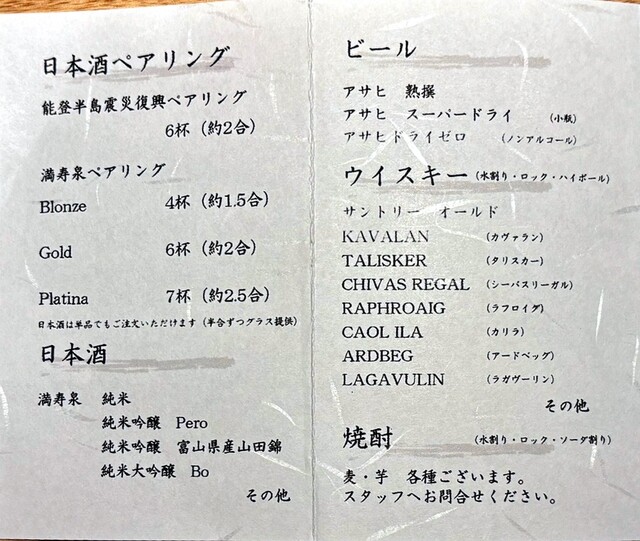 日本酒ペアリング
能登半島震災復興ペアリング
6杯（約2合）
満寿泉ペアリング
Blonze 4杯（約1.5合）
Gold 6杯（約2合）
Platina 7杯（約2.5合）
日本酒は単品でもご注文いただけます（半合ずつグラス提供）
日本酒
満寿泉 純米
純米吟醸 Pero
純米吟醸 富山県産山田錦
純米大吟醸 Bo
その他
ビール
アサヒ 熟撰
アサヒ スーパードライ （小瓶）
アサヒドライゼロ （ノンアルコール）
ウイスキー（水割り・ロック・ハイボール）
サントリー オールド
KAVALAN （カヴァラン）
TALISKER （タリスカー）
CHIVAS REGAL （シーバスリーガル）
RAPHROAIG （ラフロイグ）
CAOL ILA （カリラ）
ARDBEG （アードベッグ）
LAGAVULIN （ラガヴーリン）
その他
焼酎 （水割り・ロック・ソーダ割り）
麦・芋 各種ございます。
スタッフへお問合せください。